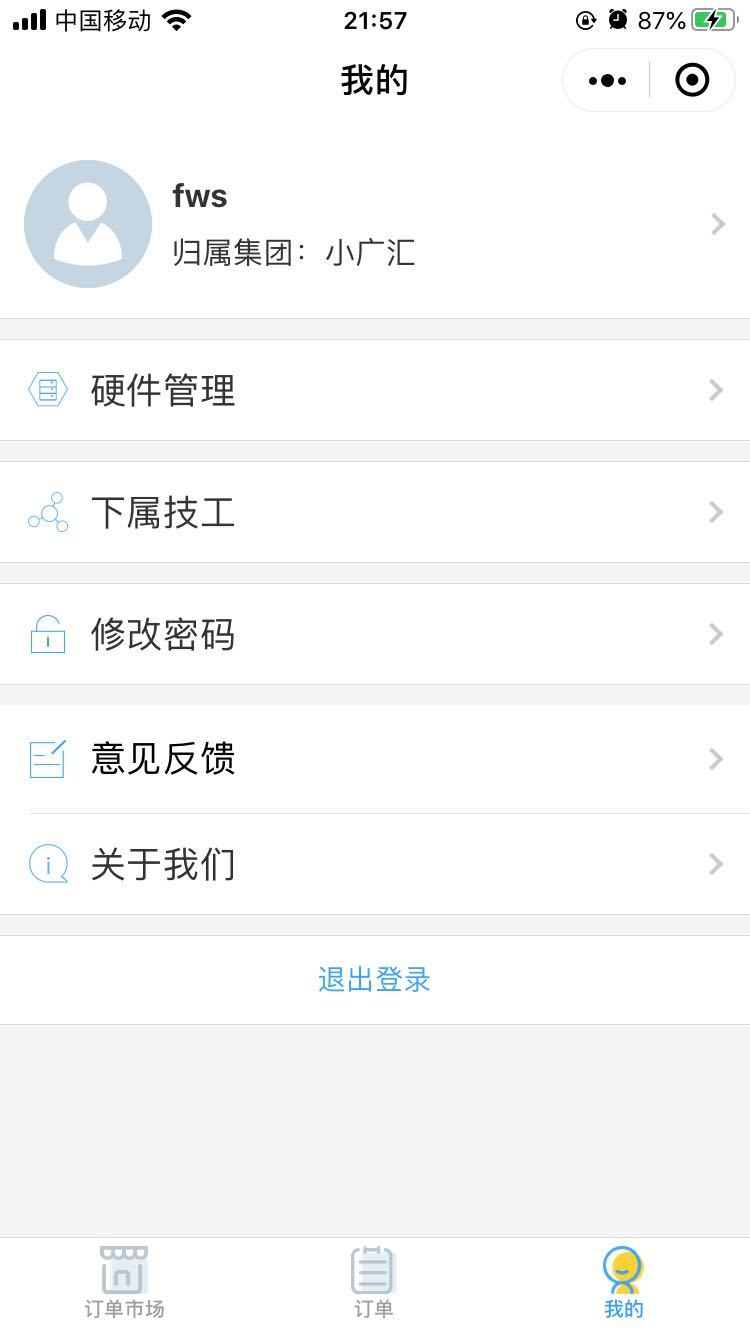 中国移动
21:57
87%
我的
fws
归属集团：小广汇
硬件管理
下属技工
修改密码
意见反馈
关于我们
退出登录
订单市场
订单
我的